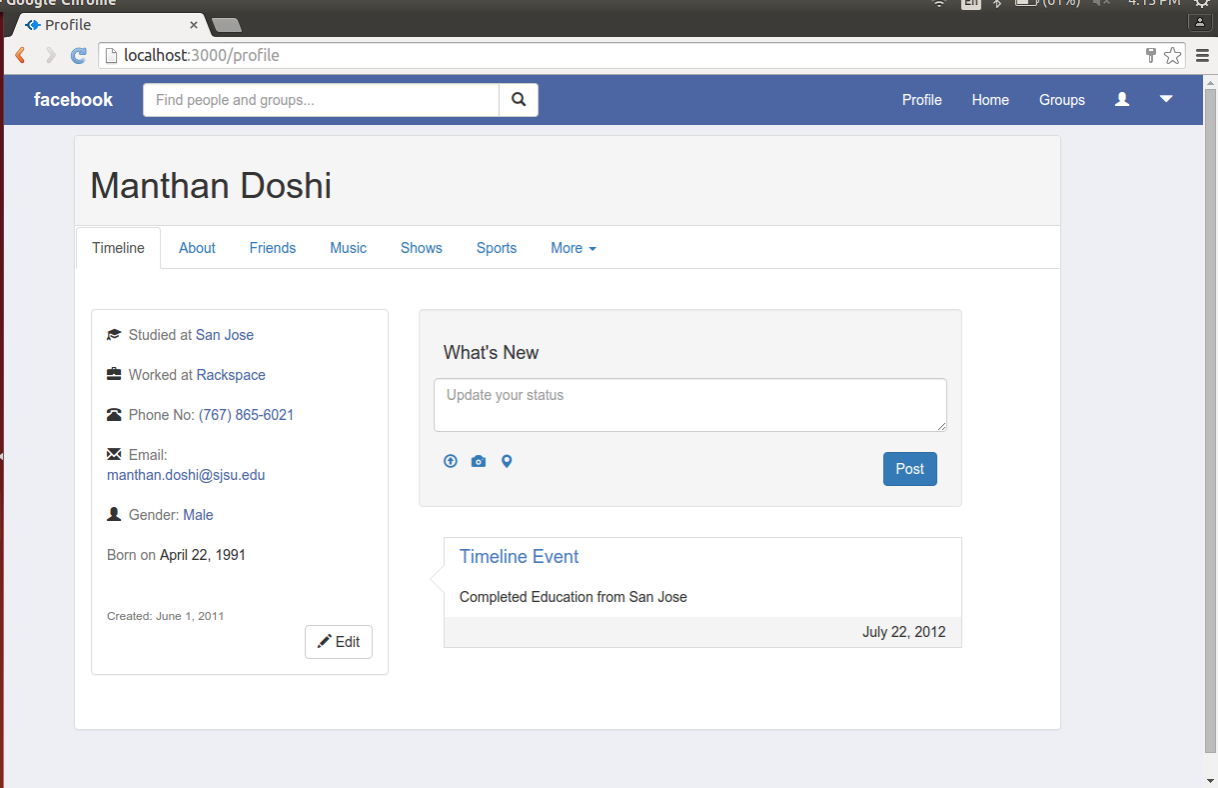 Google Chrome
En (61%) 4:13 PM
Profile ×
localhost:3000/profile
facebook Find people and groups... Profile Home Groups
Manthan Doshi
Timeline About Friends Music Shows Sports More
Studied at San Jose
Worked at Rackspace
Phone No: (767) 865-6021
Email:
manthan.doshi@sjsu.edu
Gender: Male
Born on April 22, 1991
Created: June 1, 2011
Edit
What's New
Update your status
Post
Timeline Event
Completed Education from San Jose
July 22, 2012